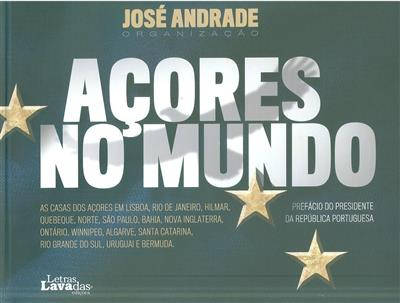 JOSÉ ANDRADE
ORGANIZAÇÃO
AÇORES
NO MUNDO
AS CASAS DOS AÇORES EM LISBOA, RIO DE JANEIRO, HILMAR,
QUEBEQUE, NORTE, SÃO PAULO, BAHIA, NOVA INGLATERRA,
ONTÁRIO, WINNIPEG, ALGARVE, SANTA CATARINA,
RIO GRANDE DO SUL, URUGUAI E BERMUDA.
PREFÁCIO DO PRESIDENTE
DA REPÚBLICA PORTUGUESA
Letras
LAVAdas
edições